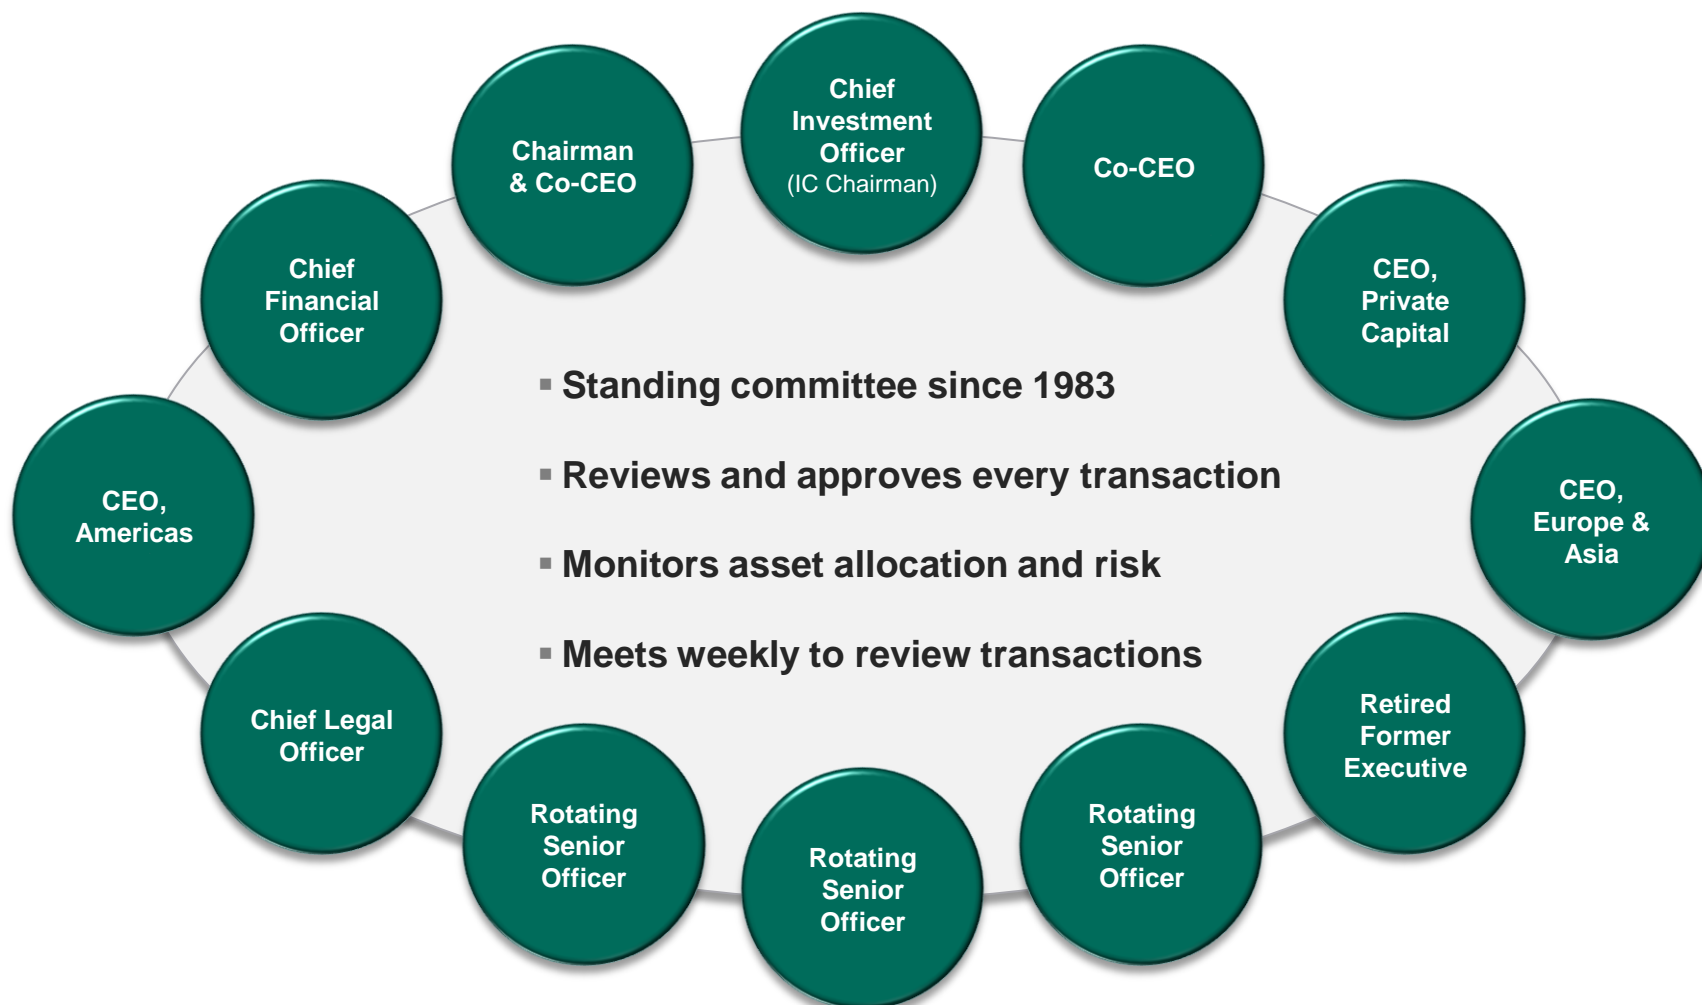 Chief
Investment
Officer
(IC Chairman)
Chairman
& Co-CEO
Co-CEO
Chief
Financial
Officer
CEO,
Private
Capital
CEO,
Americas
CEO,
Europe &
Asia
▪ Standing committee since 1983
▪ Reviews and approves every transaction
▪ Monitors asset allocation and risk
▪ Meets weekly to review transactions
Chief Legal
Officer
Retired
Former
Executive
Rotating
Senior
Officer
Rotating
Senior
Officer
Rotating
Senior
Officer